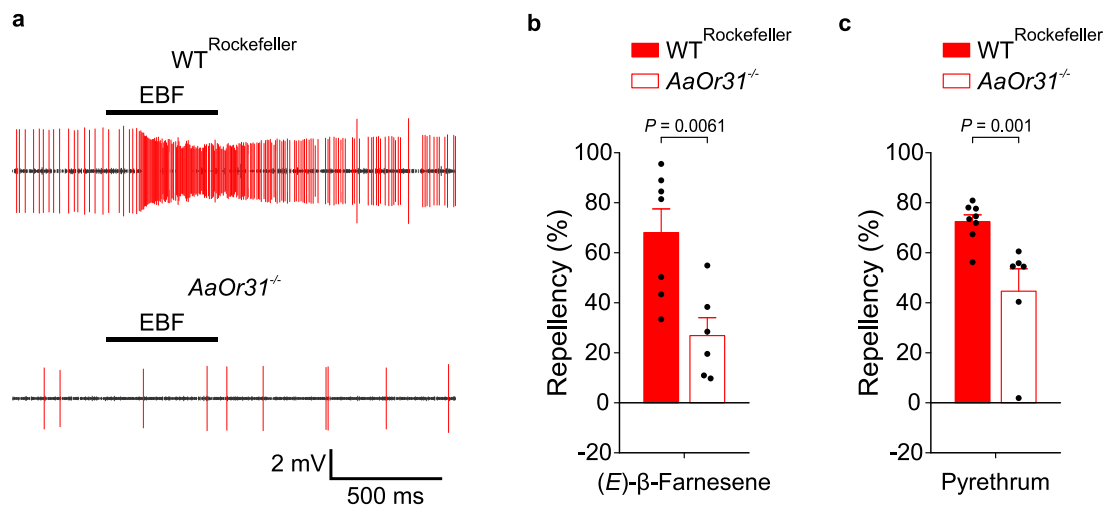 a
WT Rockefeller
EBF
AaOr31-/-
EBF
2 mV
500 ms
b
WT Rockefeller
AaOr31-/-
P = 0.0061
100
80
60
40
20
0
-20
Repellency (%)
(E)-β-Farnesene
c
WT Rockefeller
AaOr31-/-
P = 0.001
100
80
60
40
20
0
-20
Repellency (%)
Pyrethrum